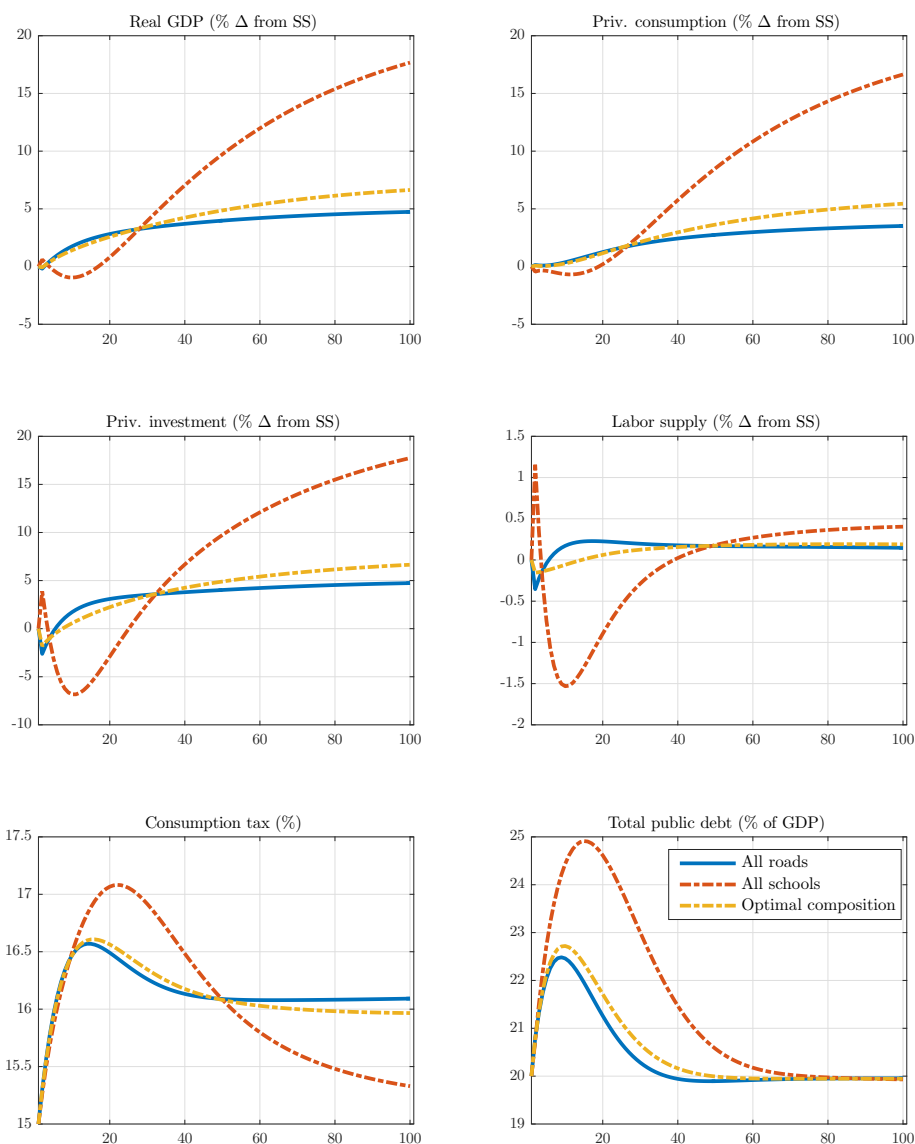 Real GDP (% Δ from SS)
20
15
10
5
0
-5
20 40 60 80 100
Priv. consumption (% Δ from SS)
20
15
10
5
0
-5
20 40 60 80 100
Priv. investment (% Δ from SS)
20
15
10
5
0
-5
-10
20 40 60 80 100
Labor supply (% Δ from SS)
1.5
1
0.5
0
-0.5
-1
-1.5
-2
20 40 60 80 100
Consumption tax (%)
17.5
17
16.5
16
15.5
15
20 40 60 80 100
Total public debt (% of GDP)
25
24
23
22
21
20
19
20 40 60 80 100
All roads
All schools
Optimal composition